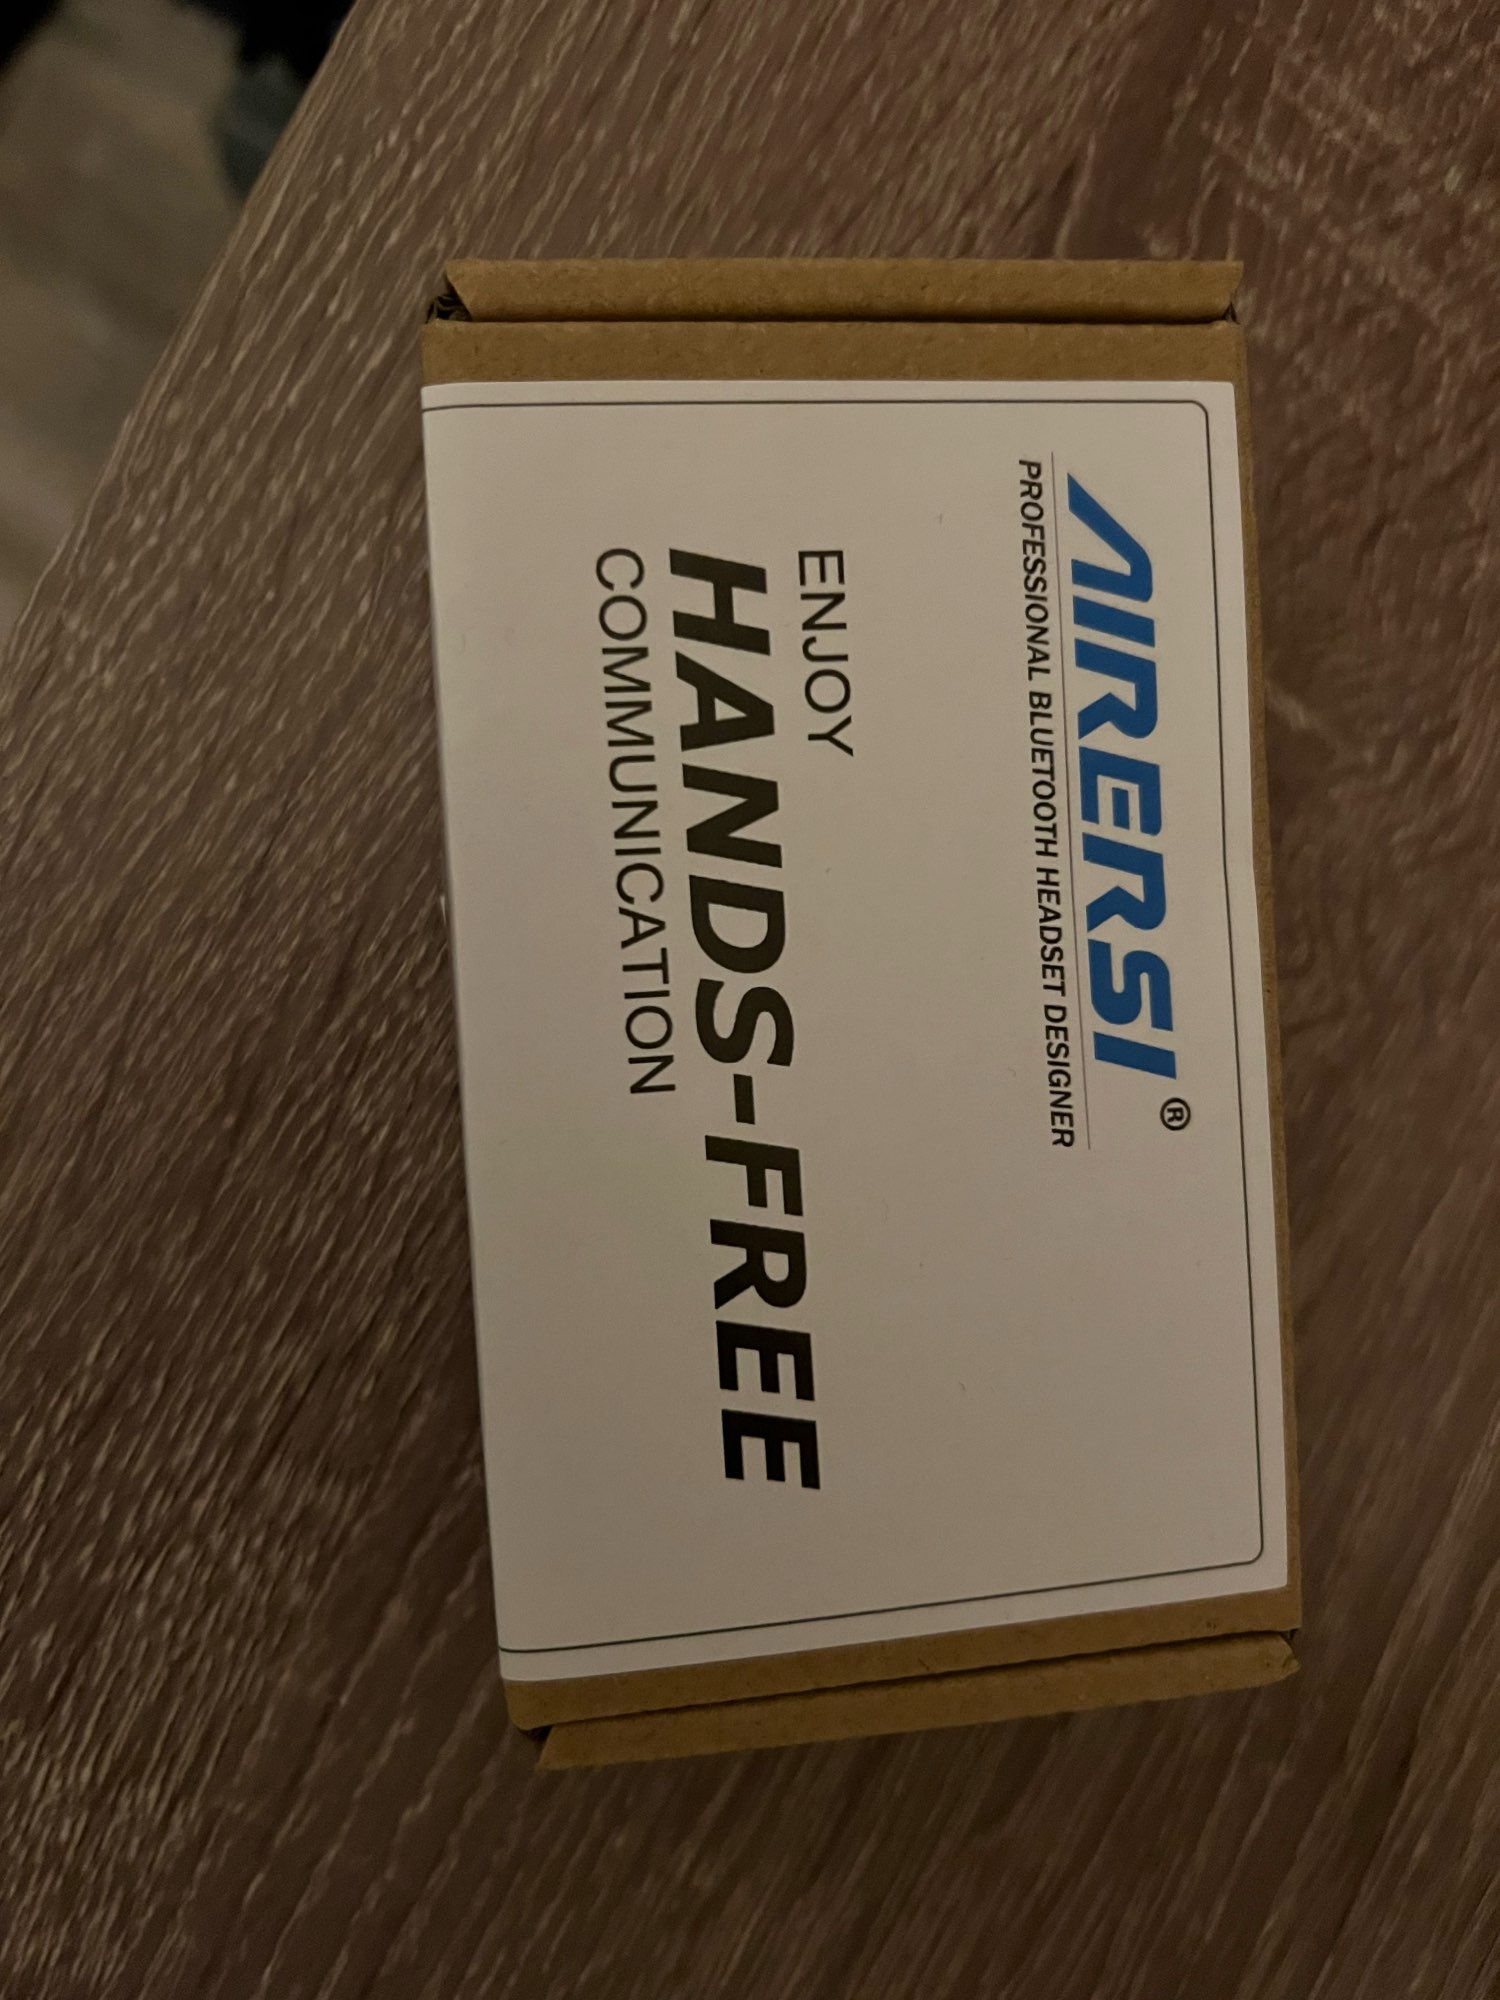 AIRERSI®
PROFESSIONAL BLUETOOTH HEADSET DESIGNER
ENJOY
HANDS-FREE
COMMUNICATION